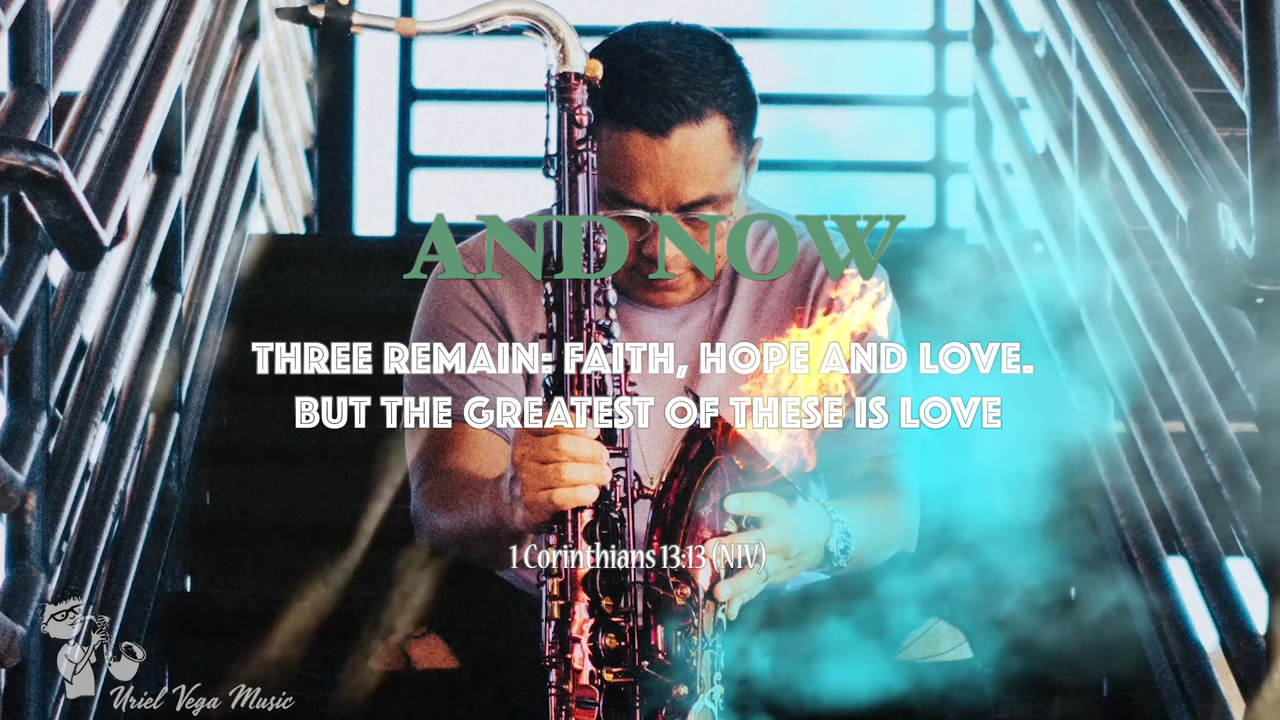 AND NOW
THREE REMAIN: FAITH, HOPE AND LOVE.
BUT THE GREATEST OF THESE IS LOVE
1 Corinthians 13:13 (NIV)
Uriel Vega Music